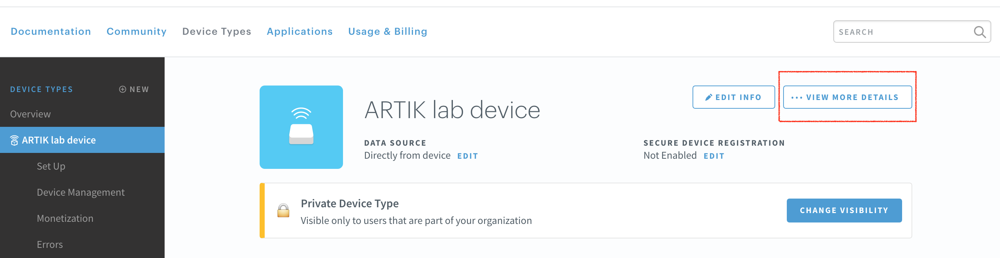 Documentation Community Device Types Applications Usage & Billing
SEARCH
DEVICE TYPES NEW
Overview
ARTIK lab device
Set Up
Device Management
Monetization
Errors
ARTIK lab device
EDIT INFO
••• VIEW MORE DETAILS
DATA SOURCE
Directly from device EDIT
SECURE DEVICE REGISTRATION
Not Enabled EDIT
Private Device Type
Visible only to users that are part of your organization
CHANGE VISIBILITY